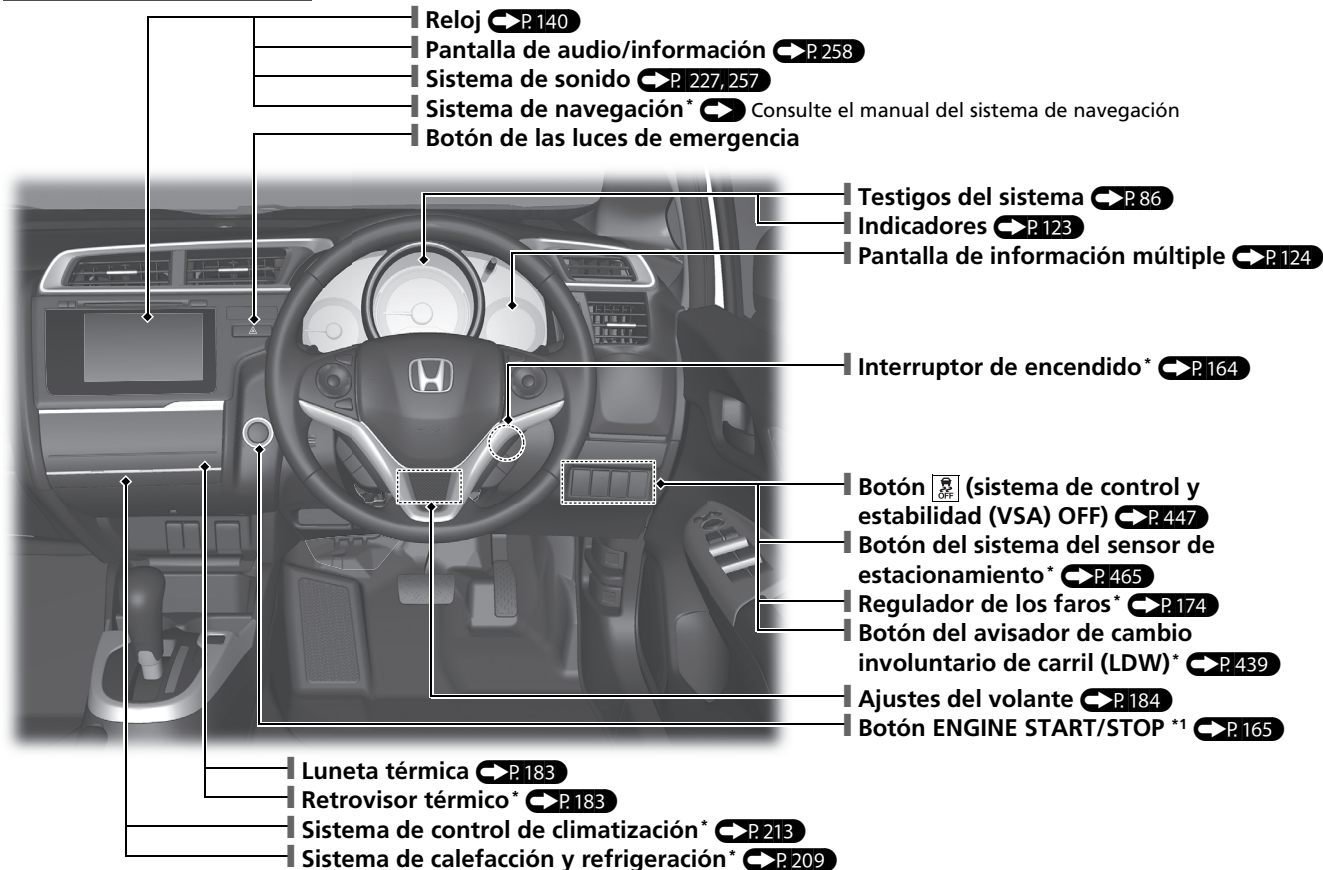 Reloj P. 140
Pantalla de audio/información P. 258
Sistema de sonido P. 227, 257
Sistema de navegación* Consulte el manual del sistema de navegación
Botón de las luces de emergencia
Testigos del sistema P. 86
Indicadores P. 123
Pantalla de información múltiple P. 124
Interruptor de encendido* P. 164
Botón OFF (sistema de control y
estabilidad (VSA) OFF) P. 447
Botón del sistema del sensor de
estacionamiento* P. 465
Regulador de los faros* P. 174
Botón del avisador de cambio
involuntario de carril (LDW)* P. 439
Ajustes del volante P. 184
Botón ENGINE START/STOP *1 P. 165
Luneta térmica P. 183
Retrovisor térmico* P. 183
Sistema de control de climatización* P. 213
Sistema de calefacción y refrigeración* P. 209